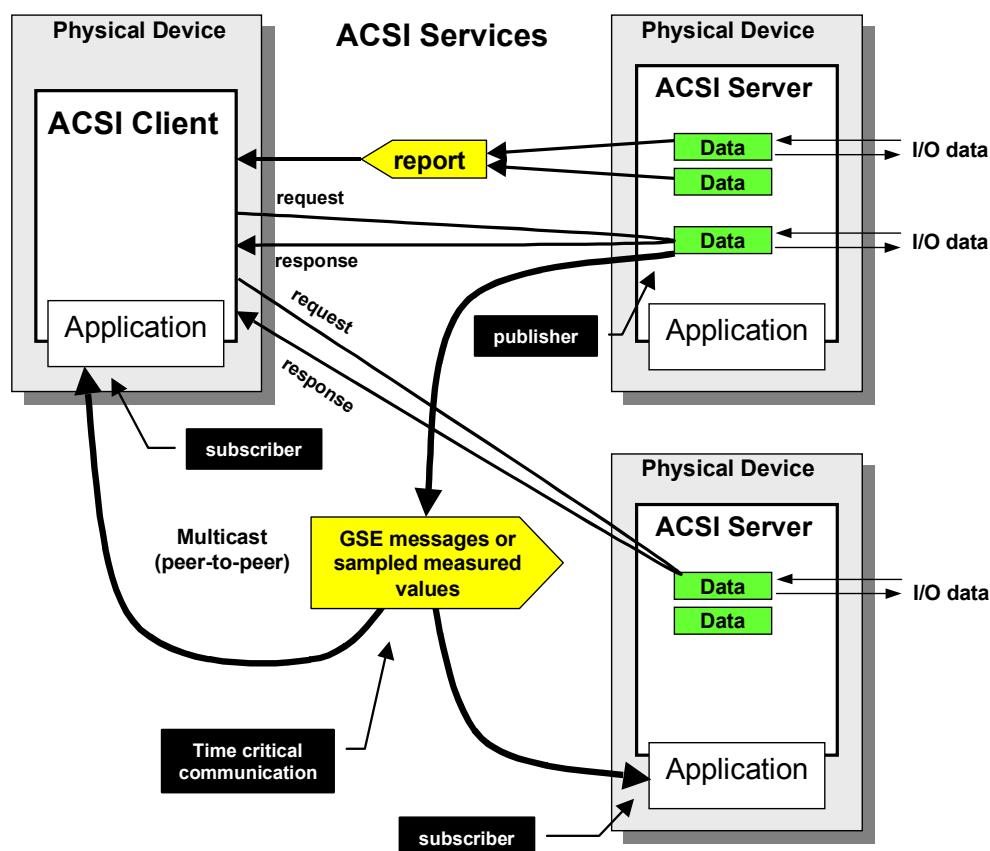 Physical Device
ACSI Services
Physical Device
ACSI Client
ACSI Server
report
Data
I/O data
Data
request
Data
I/O data
response
request
Application
publisher
Application
response
subscriber
Physical Device
Multicast
(peer-to-peer)
GSE messages or
sampled measured
values
ACSI Server
Data
I/O data
Data
Time critical
communication
Application
subscriber